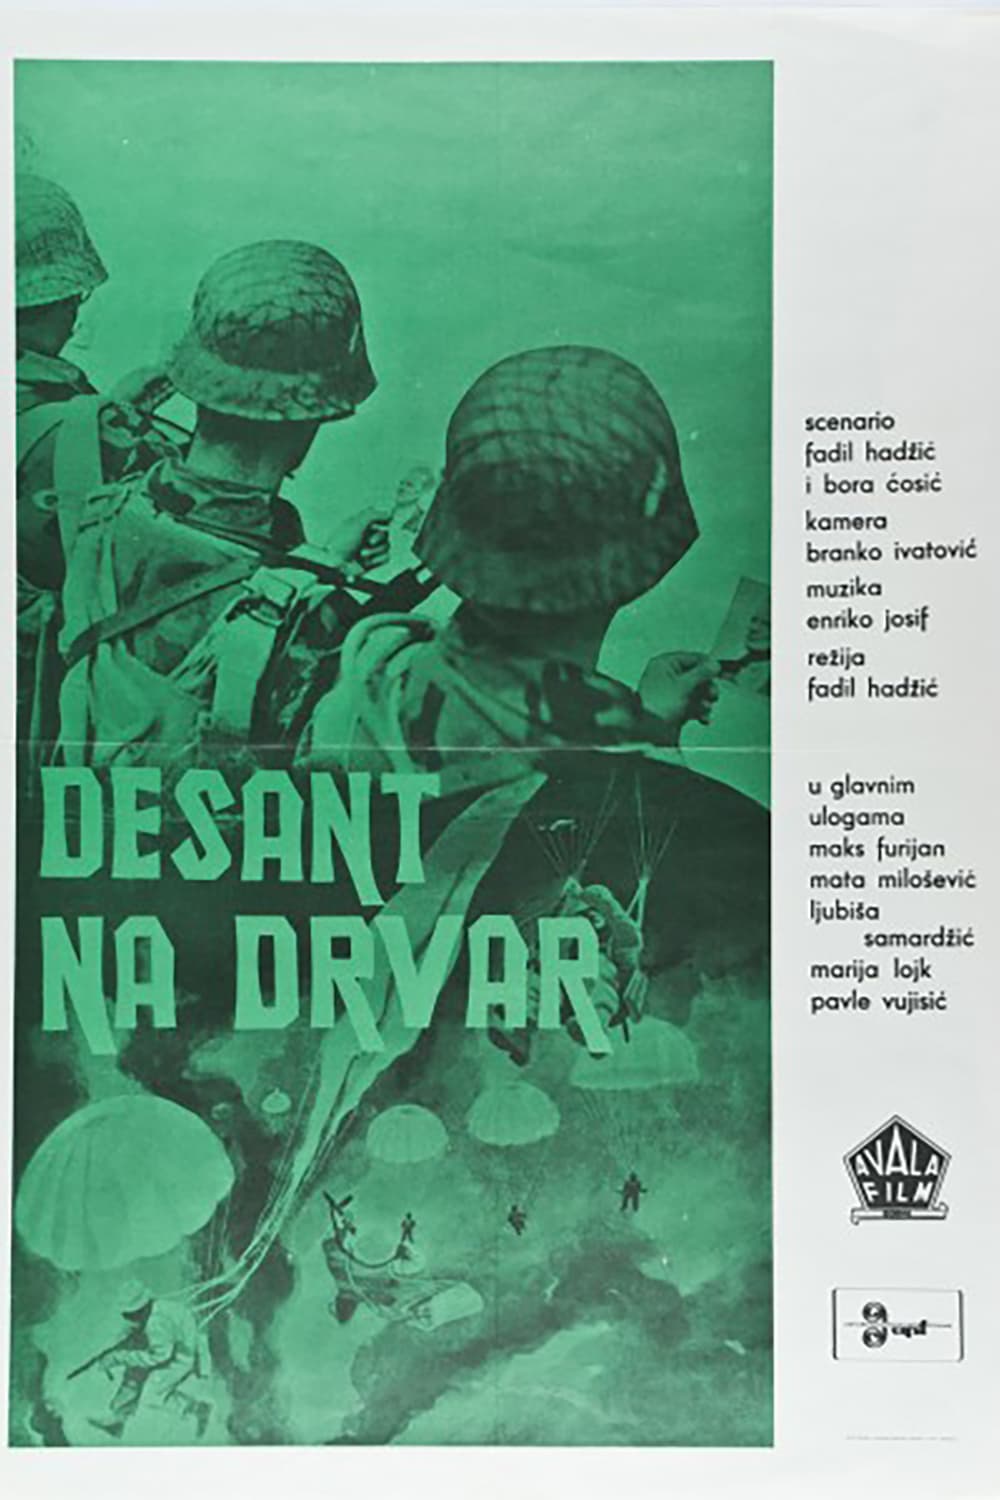 DESANT
NA DRVAR
scenario
fadil hadžić
i bora ćosić
kamera
branko ivatović
muzika
enriko josif
režija
fadil hadžić
u glavnim
ulogama
maks furijan
mata milošević
ljubiša
samardžić
marija lojk
pavle vujisić
AVALA
FILM